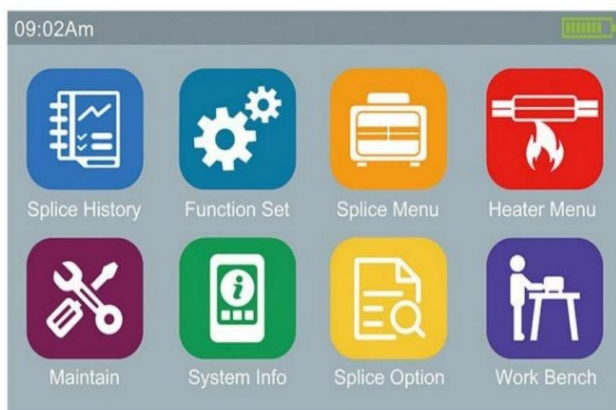 09:02Am
Splice History Function Set Splice Menu Heater Menu
Maintain System Info Splice Option Work Bench